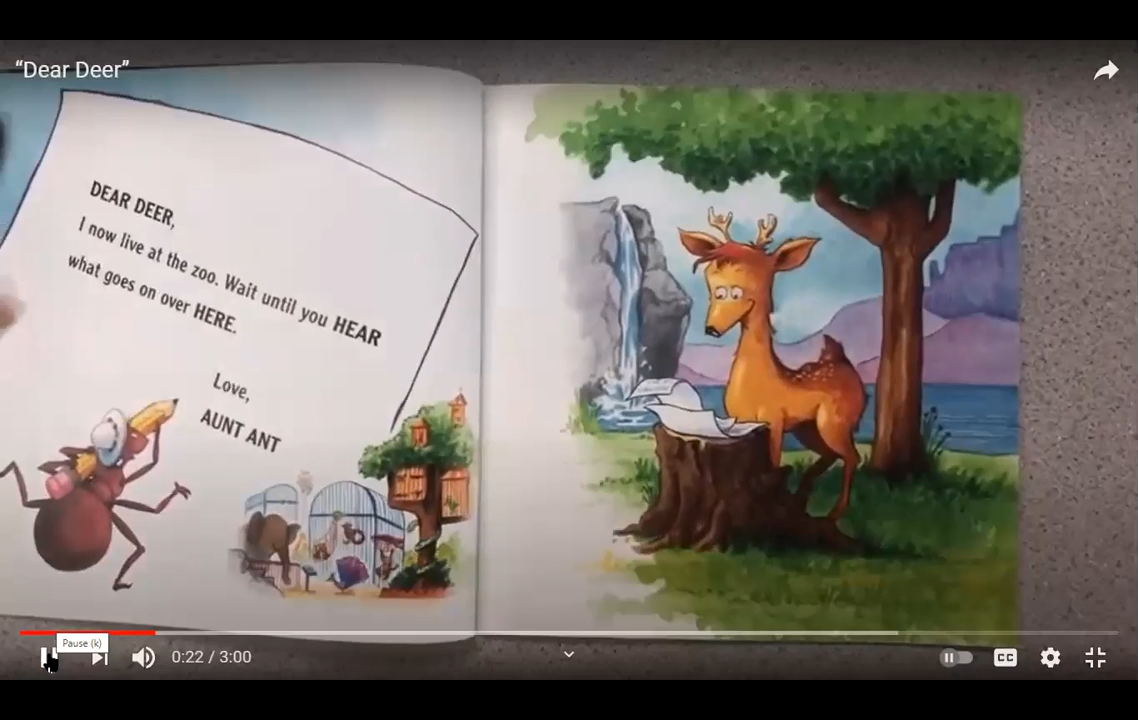 “Dear Deer”
DEAR DEER,
I now live at the zoo. Wait until you HEAR
what goes on over HERE.
Love,
AUNT ANT
Pause (k)
0:22 / 3:00
CC